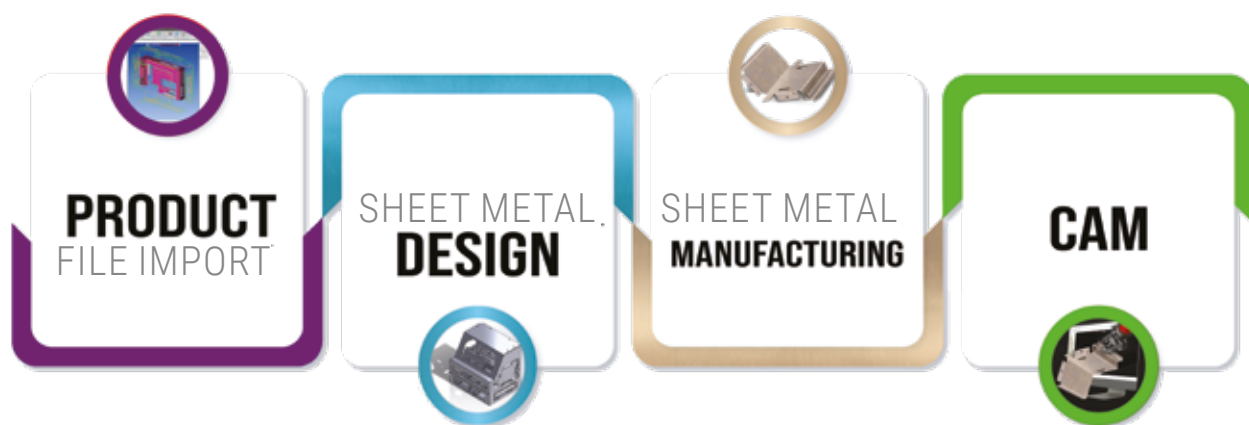 PRODUCT
FILE IMPORT
SHEET METAL
DESIGN
SHEET METAL
MANUFACTURING
CAM